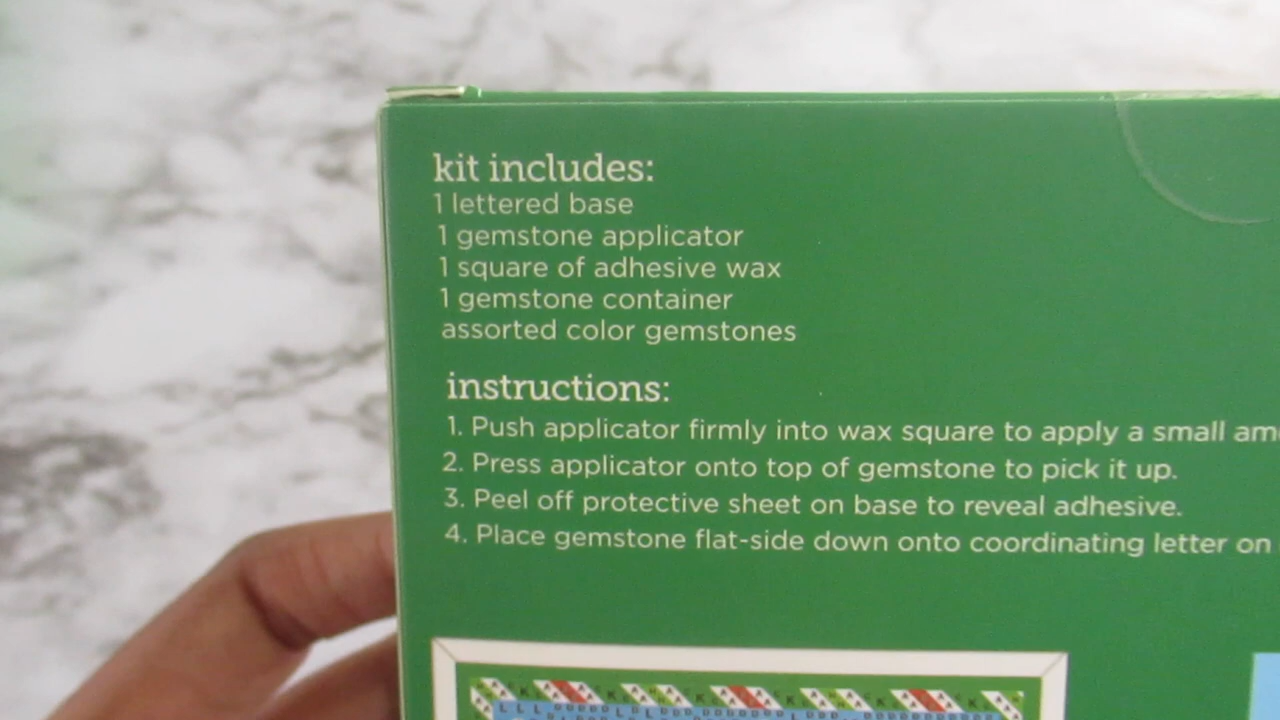 kit includes:
1 lettered base
1 gemstone applicator
1 square of adhesive wax
1 gemstone container
assorted color gemstones
instructions:
1. Push applicator firmly into wax square to apply a small
2. Press applicator onto top of gemstone to pick it up.
3. Peel off protective sheet on base to reveal adhesive.
4. Place gemstone flat-side down onto coordinating letter on